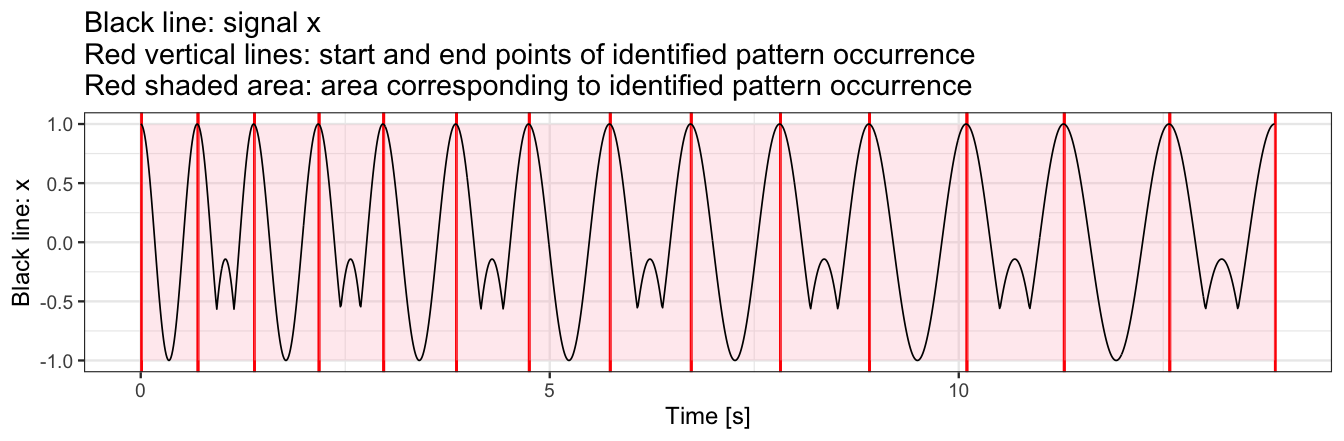 Black line: signal x
Red vertical lines: start and end points of identified pattern occurrence
Red shaded area: area corresponding to identified pattern occurrence
1.0
0.5
0.0
-0.5
-1.0
Black line: x
0 5 10
Time [s]